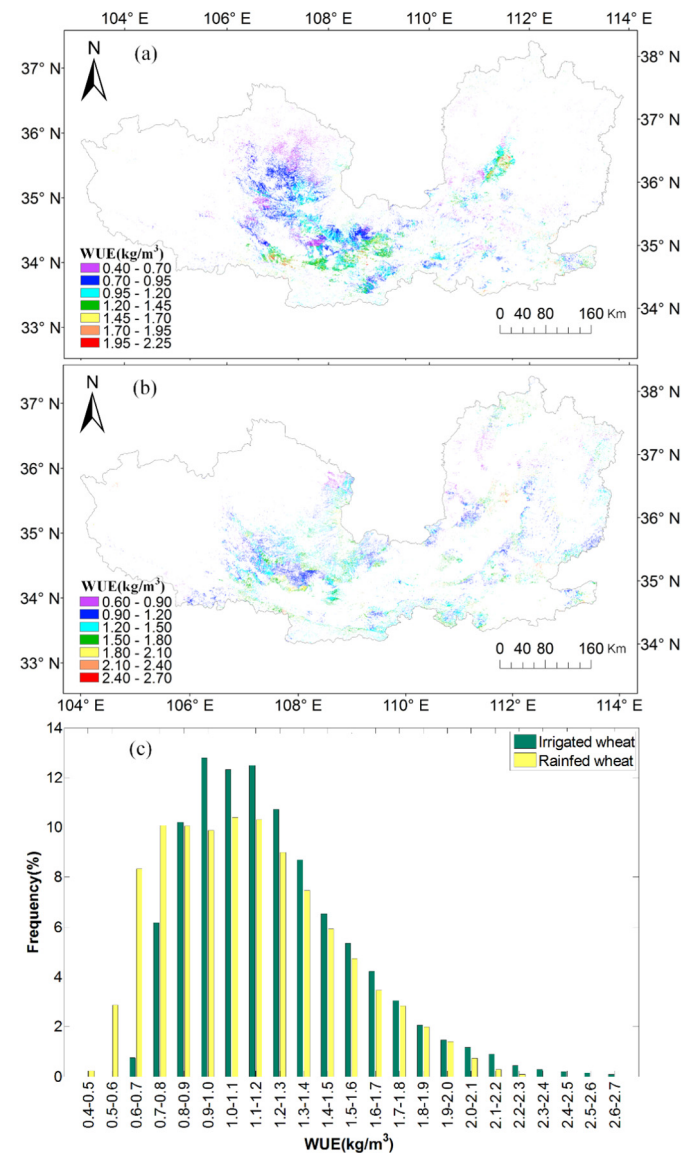 104° E 106° E 108° E 110° E 112° E 114° E
N
(a)
38° N
37° N
37° N
36° N
36° N
35° N
35° N
34° N
34° N
33° N
WUE(kg/m³)
0.40 - 0.70
0.70 - 0.95
0.95 - 1.20
1.20 - 1.45
1.45 - 1.70
1.70 - 1.95
1.95 - 2.25
0 40 80 160 Km
N
(b)
38° N
37° N
37° N
36° N
36° N
35° N
35° N
34° N
34° N
33° N
WUE(kg/m³)
0.60 - 0.90
0.90 - 1.20
1.20 - 1.50
1.50 - 1.80
1.80 - 2.10
2.10 - 2.40
2.40 - 2.70
0 40 80 160 Km
104° E 106° E 108° E 110° E 112° E 114° E
(c)
Irrigated wheat
Rainfed wheat
14
12
10
8
6
4
2
0
Frequency(%)
0.4-0.5
0.5-0.6
0.6-0.7
0.7-0.8
0.8-0.9
0.9-1.0
1.0-1.1
1.1-1.2
1.2-1.3
1.3-1.4
1.4-1.5
1.5-1.6
1.6-1.7
1.7-1.8
1.8-1.9
1.9-2.0
2.0-2.1
2.1-2.2
2.2-2.3
2.3-2.4
2.4-2.5
2.5-2.6
2.6-2.7
WUE(kg/m³)